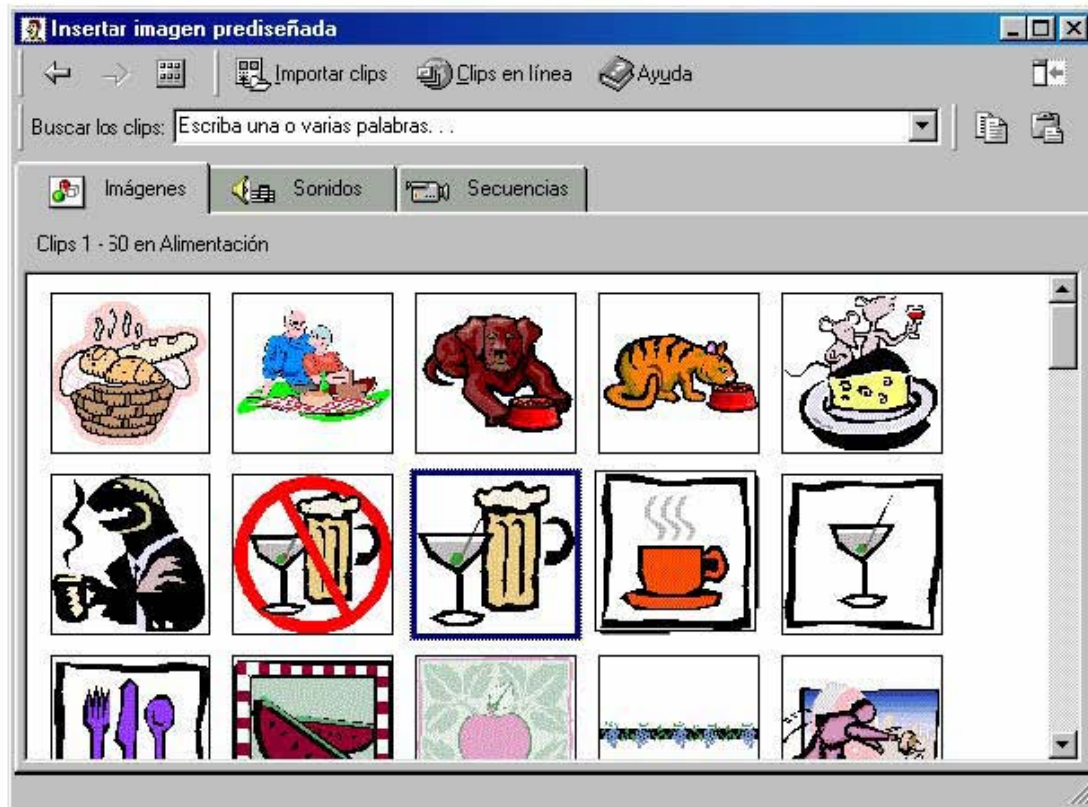 Insertar imagen prediseñada
Importar clips Clips en línea Ayuda
Buscar los clips: Escriba una o varias palabras. . .
Imágenes Sonidos Secuencias
Clips 1 - 60 en Alimentación